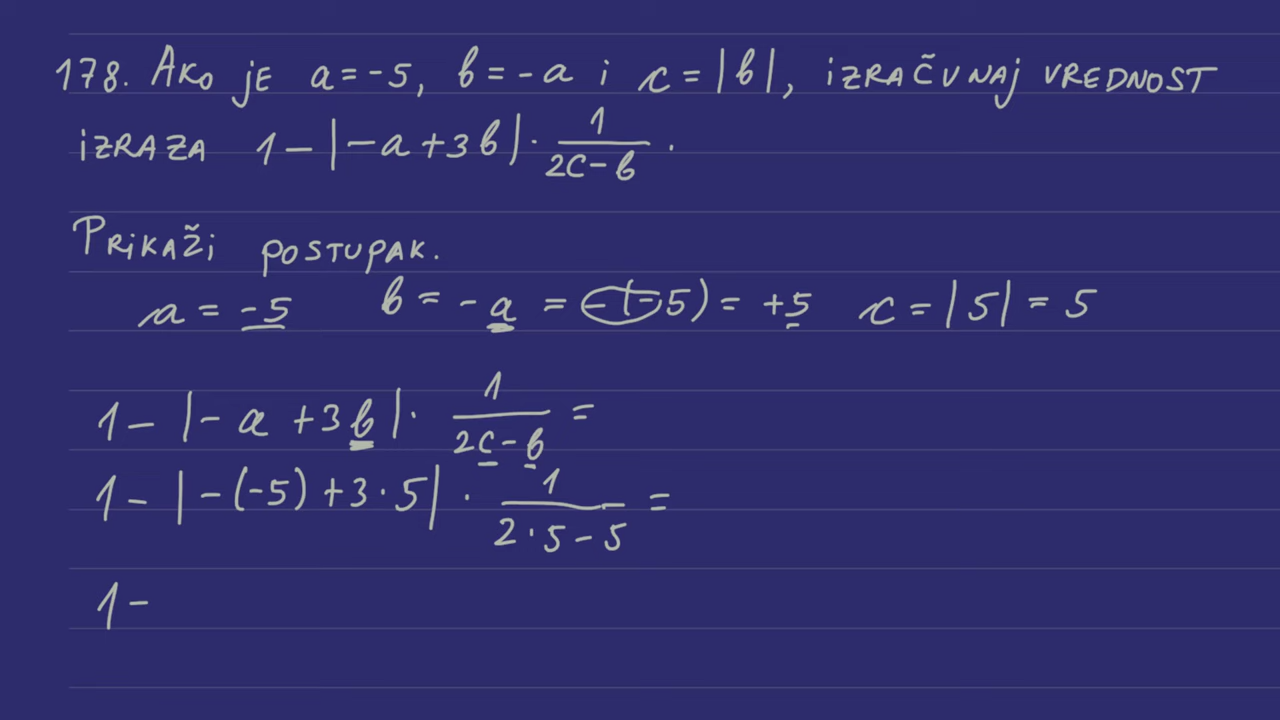 178. Ako je a = -5, b = -a i c = |b|, izračunaj vrednost
izraza 1 - |-a + 3b| · 1/(2c - b).
Prikaži postupak.
a = -5 b = -a = -(-5) = +5 c = |5| = 5
1 - |-a + 3b| · 1/(2c - b) =
1 - |-(-5) + 3·5| · 1/(2·5 - 5) =
1 -